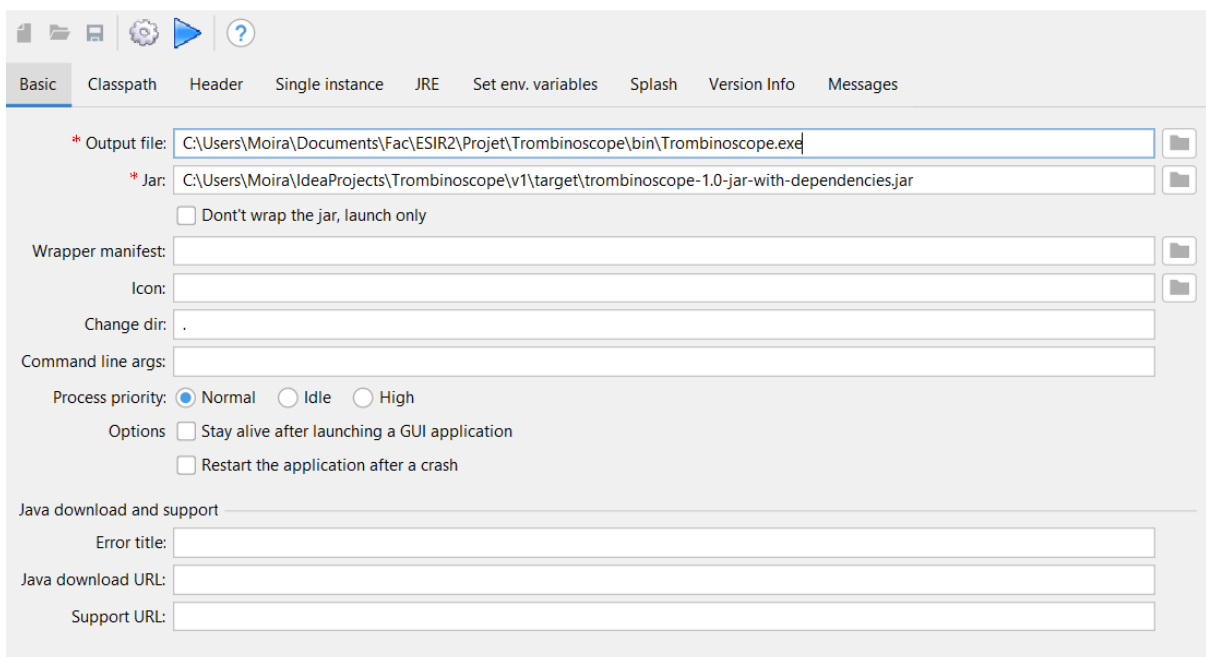 ?
Basic Classpath Header Single instance JRE Set env. variables Splash Version Info Messages
* Output file: C:\Users\Moira\Documents\Fac\ESIR2\Projet\Trombinoscope\bin\Trombinoscope.exe
* Jar: C:\Users\Moira\IdeaProjects\Trombinoscope\v1\target\trombinoscope-1.0-jar-with-dependencies.jar
Dont't wrap the jar, launch only
Wrapper manifest:
Icon:
Change dir: .
Command line args:
Process priority: Normal Idle High
Options Stay alive after launching a GUI application
Restart the application after a crash
Java download and support
Error title:
Java download URL:
Support URL: